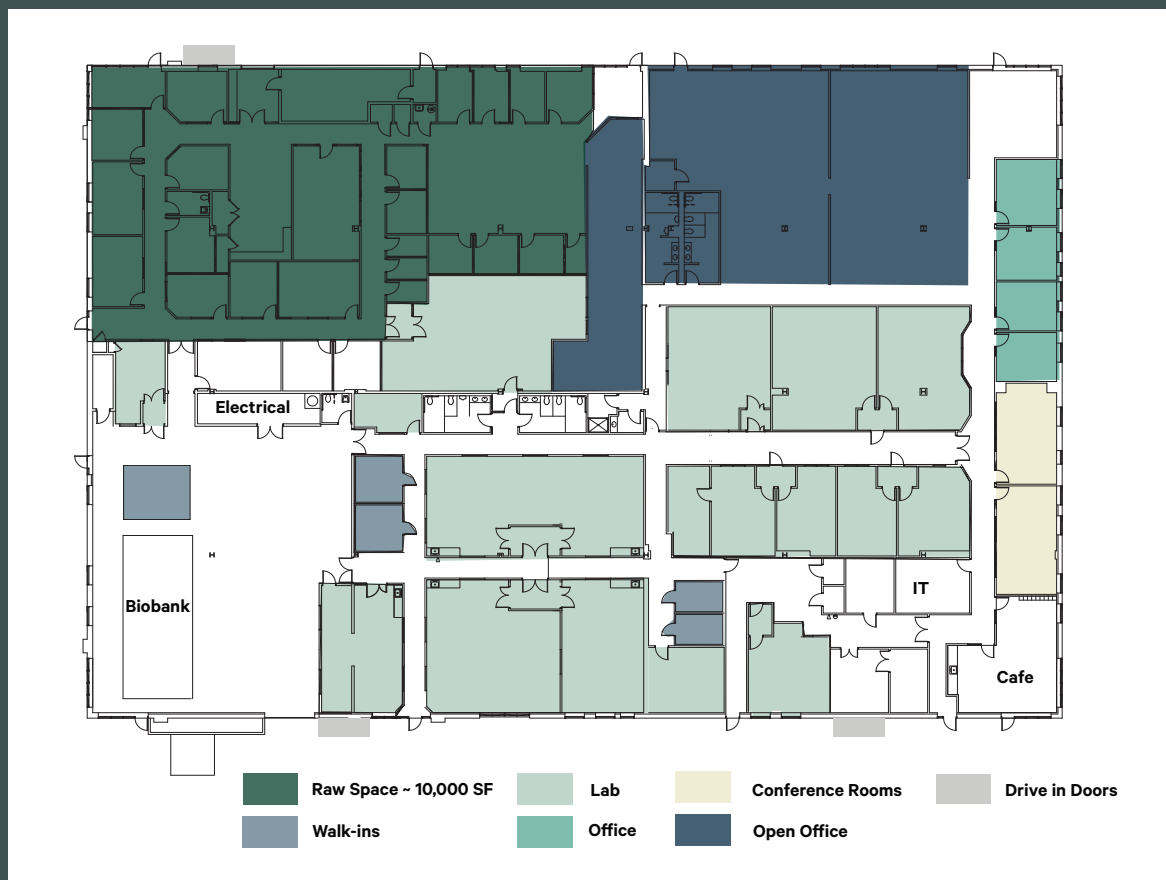 Electrical
Biobank
IT
Cafe
Raw Space ~ 10,000 SF
Lab
Conference Rooms
Drive in Doors
Walk-ins
Office
Open Office